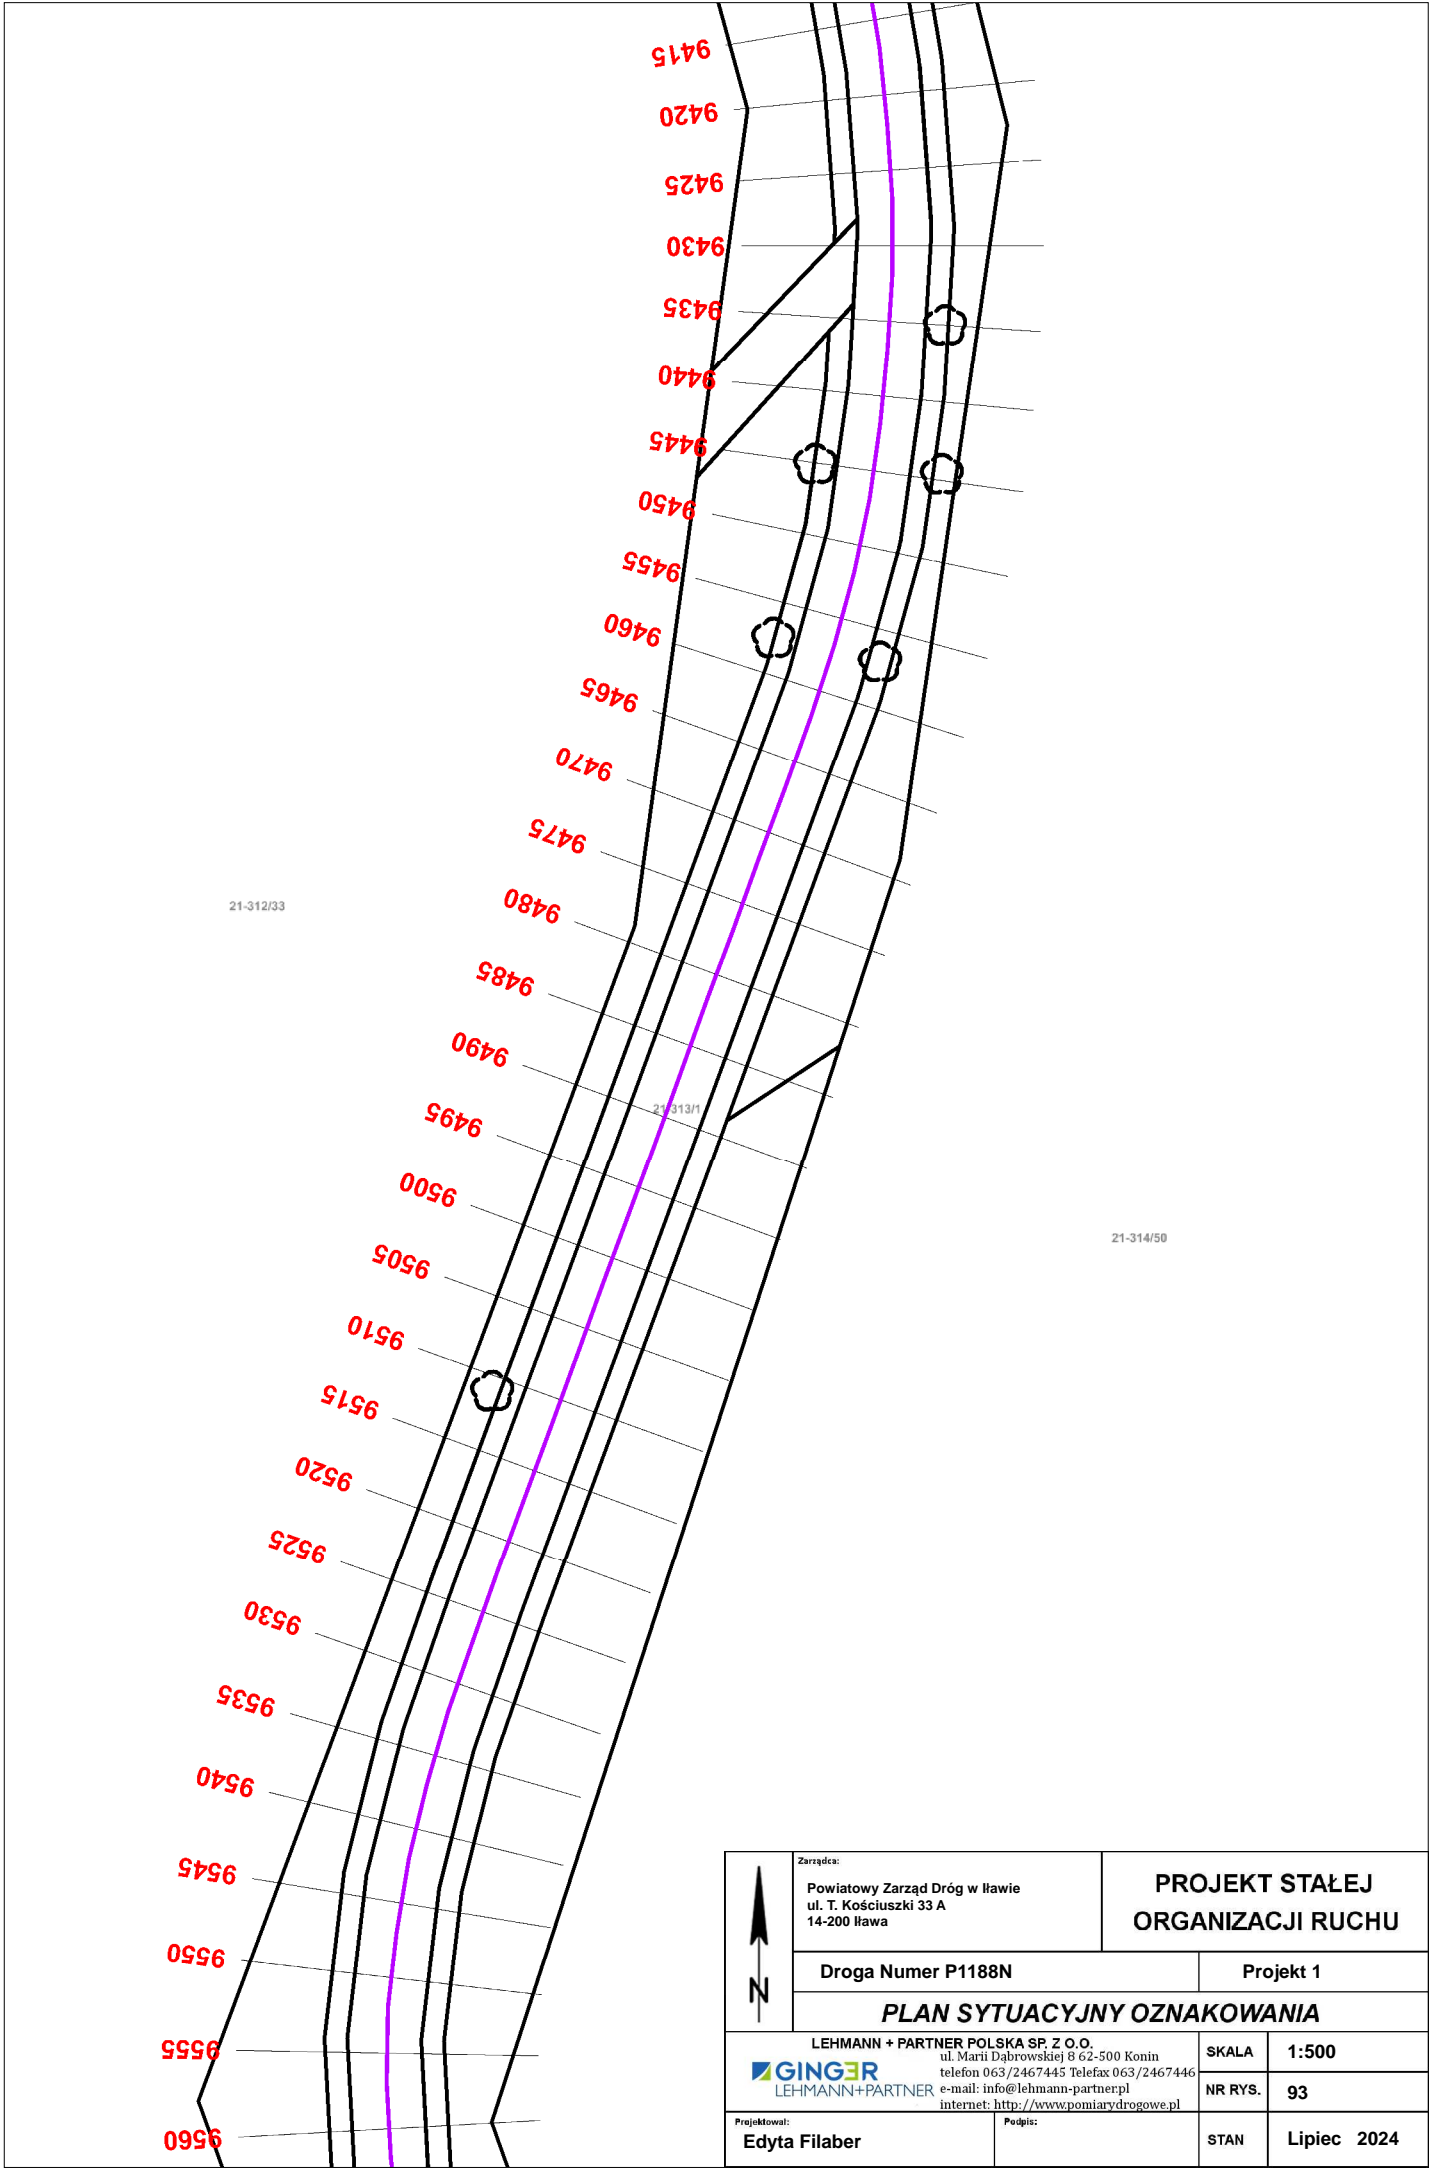 9415
9420
9425
9430
9435
9440
9445
9450
9455
9460
9465
9470
9475
9480
21-312/33
9485
9490
21-313/1
9495
9500
21-314/50
9505
9510
9515
9520
9525
9530
9535
9540
9545
9550
9555
9560
N
Zarządca:
Powiatowy Zarząd Dróg w Iławie
ul. T. Kościuszki 33 A
14-200 Iława
PROJEKT STAŁEJ
ORGANIZACJI RUCHU
Droga Numer P1188N
Projekt 1
PLAN SYTUACYJNY OZNAKOWANIA
LEHMANN + PARTNER POLSKA SP. Z O.O.
GINGER
LEHMANN+PARTNER
ul. Marii Dąbrowskiej 8 62-500 Konin
telefon 063/2467445 Telefax 063/2467446
e-mail: info@lehmann-partner.pl
internet: http://www.pomiarydrogowe.pl
SKALA 1:500
NR RYS. 93
Projektował:
Edyta Filaber
Podpis:
STAN Lipiec 2024